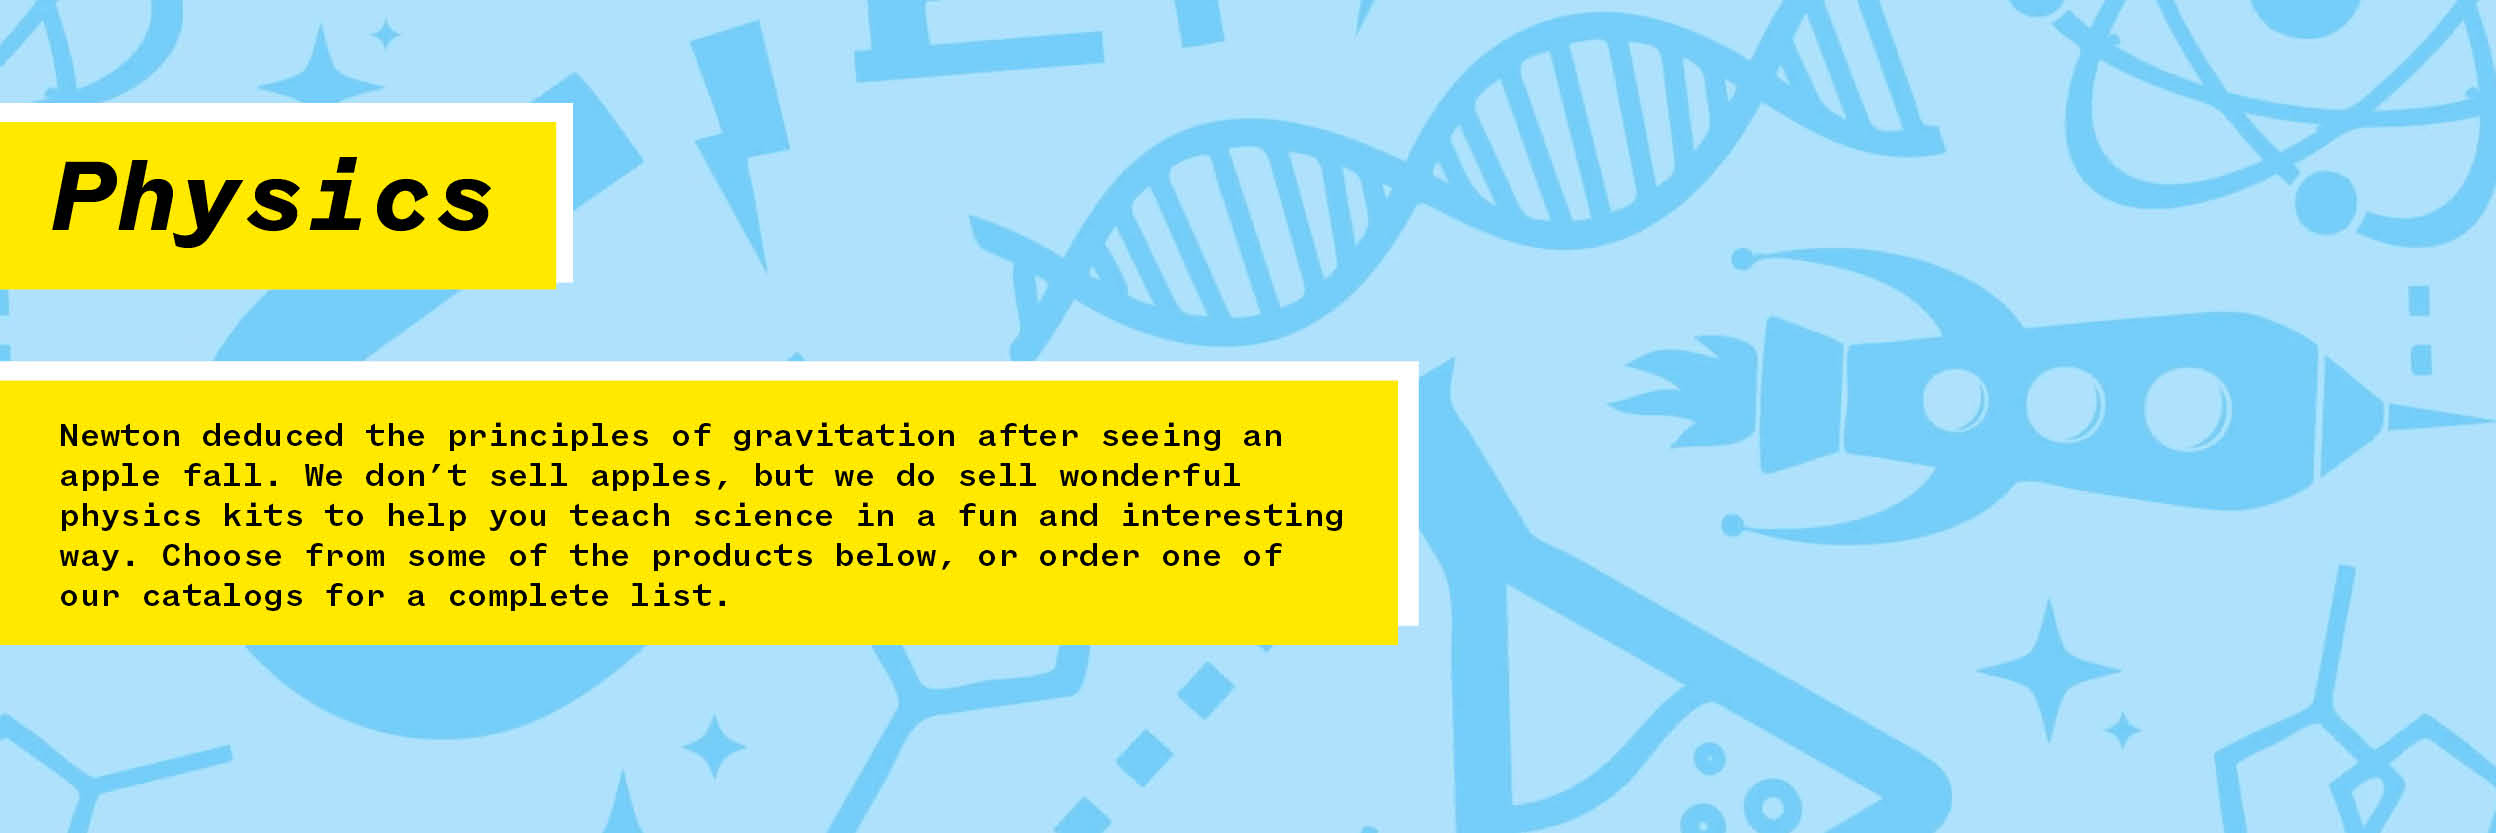 Physics
Newton deduced the principles of gravitation after seeing an
apple fall. We don’t sell apples, but we do sell wonderful
physics kits to help you teach science in a fun and interesting
way. Choose from some of the products below, or order one of
our catalogs for a complete list.